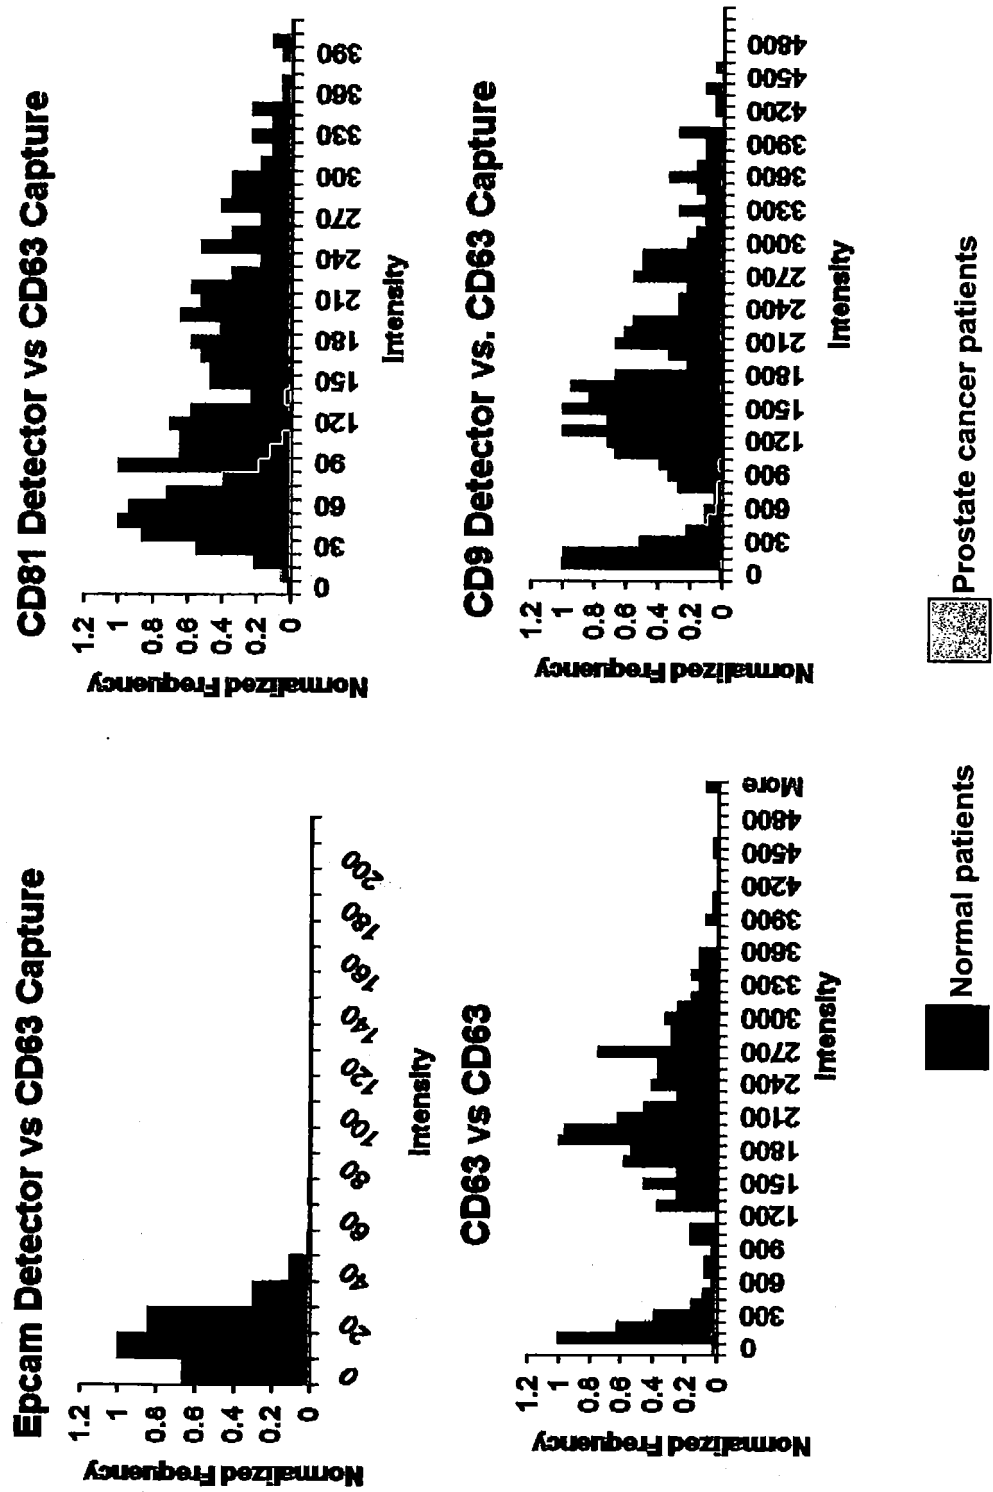 Epcam Detector vs CD63 Capture
Normalized Frequency
1.2
1
0.8
0.6
0.4
0.2
0
0 20 40 60 80 100 120 140 160 180 200
Intensity
CD81 Detector vs CD63 Capture
Normalized Frequency
1.2
1
0.8
0.6
0.4
0.2
0
0 30 60 90 120 150 180 210 240 270 300 330 360 390
Intensity
CD63 vs CD63
Normalized Frequency
1.2
1
0.8
0.6
0.4
0.2
0
0 300 600 900 1200 1500 1800 2100 2400 2700 3000 3300 3600 3900 4200 4500 4800 More
Intensity
CD9 Detector vs. CD63 Capture
Normalized Frequency
1.2
1
0.8
0.6
0.4
0.2
0
0 300 600 900 1200 1500 1800 2100 2400 2700 3000 3300 3600 3900 4200 4500 4800
Intensity
Normal patients
Prostate cancer patients